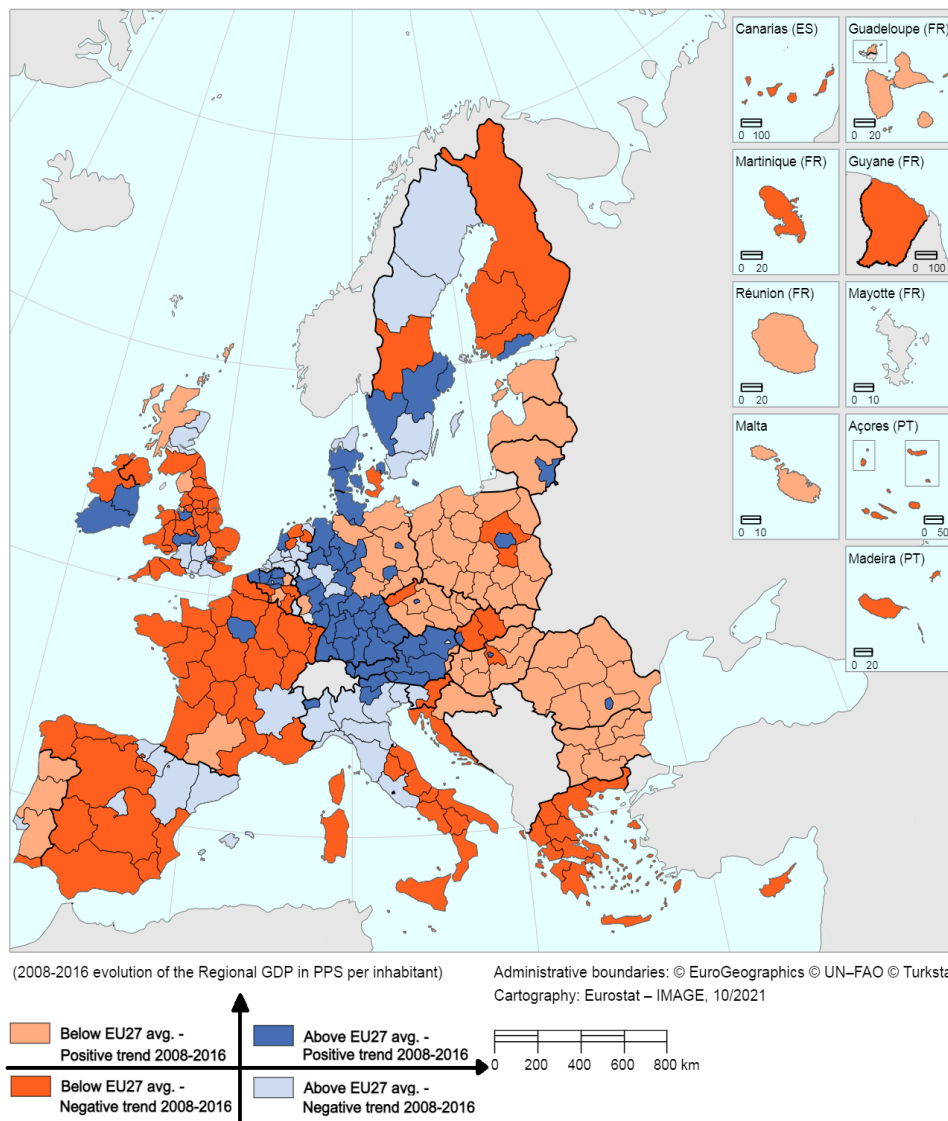 Canarias (ES)
0 100
Guadeloupe (FR)
0 20
Martinique (FR)
0 20
Guyane (FR)
0 100
Réunion (FR)
0 20
Mayotte (FR)
0 10
Malta
0 10
Açores (PT)
0 50
Madeira (PT)
0 20
(2008-2016 evolution of the Regional GDP in PPS per inhabitant)
Administrative boundaries: © EuroGeographics © UN–FAO © Turksta
Cartography: Eurostat – IMAGE, 10/2021
Below EU27 avg. -
Positive trend 2008-2016
Above EU27 avg. -
Positive trend 2008-2016
Below EU27 avg. -
Negative trend 2008-2016
Above EU27 avg. -
Negative trend 2008-2016
0 200 400 600 800 km